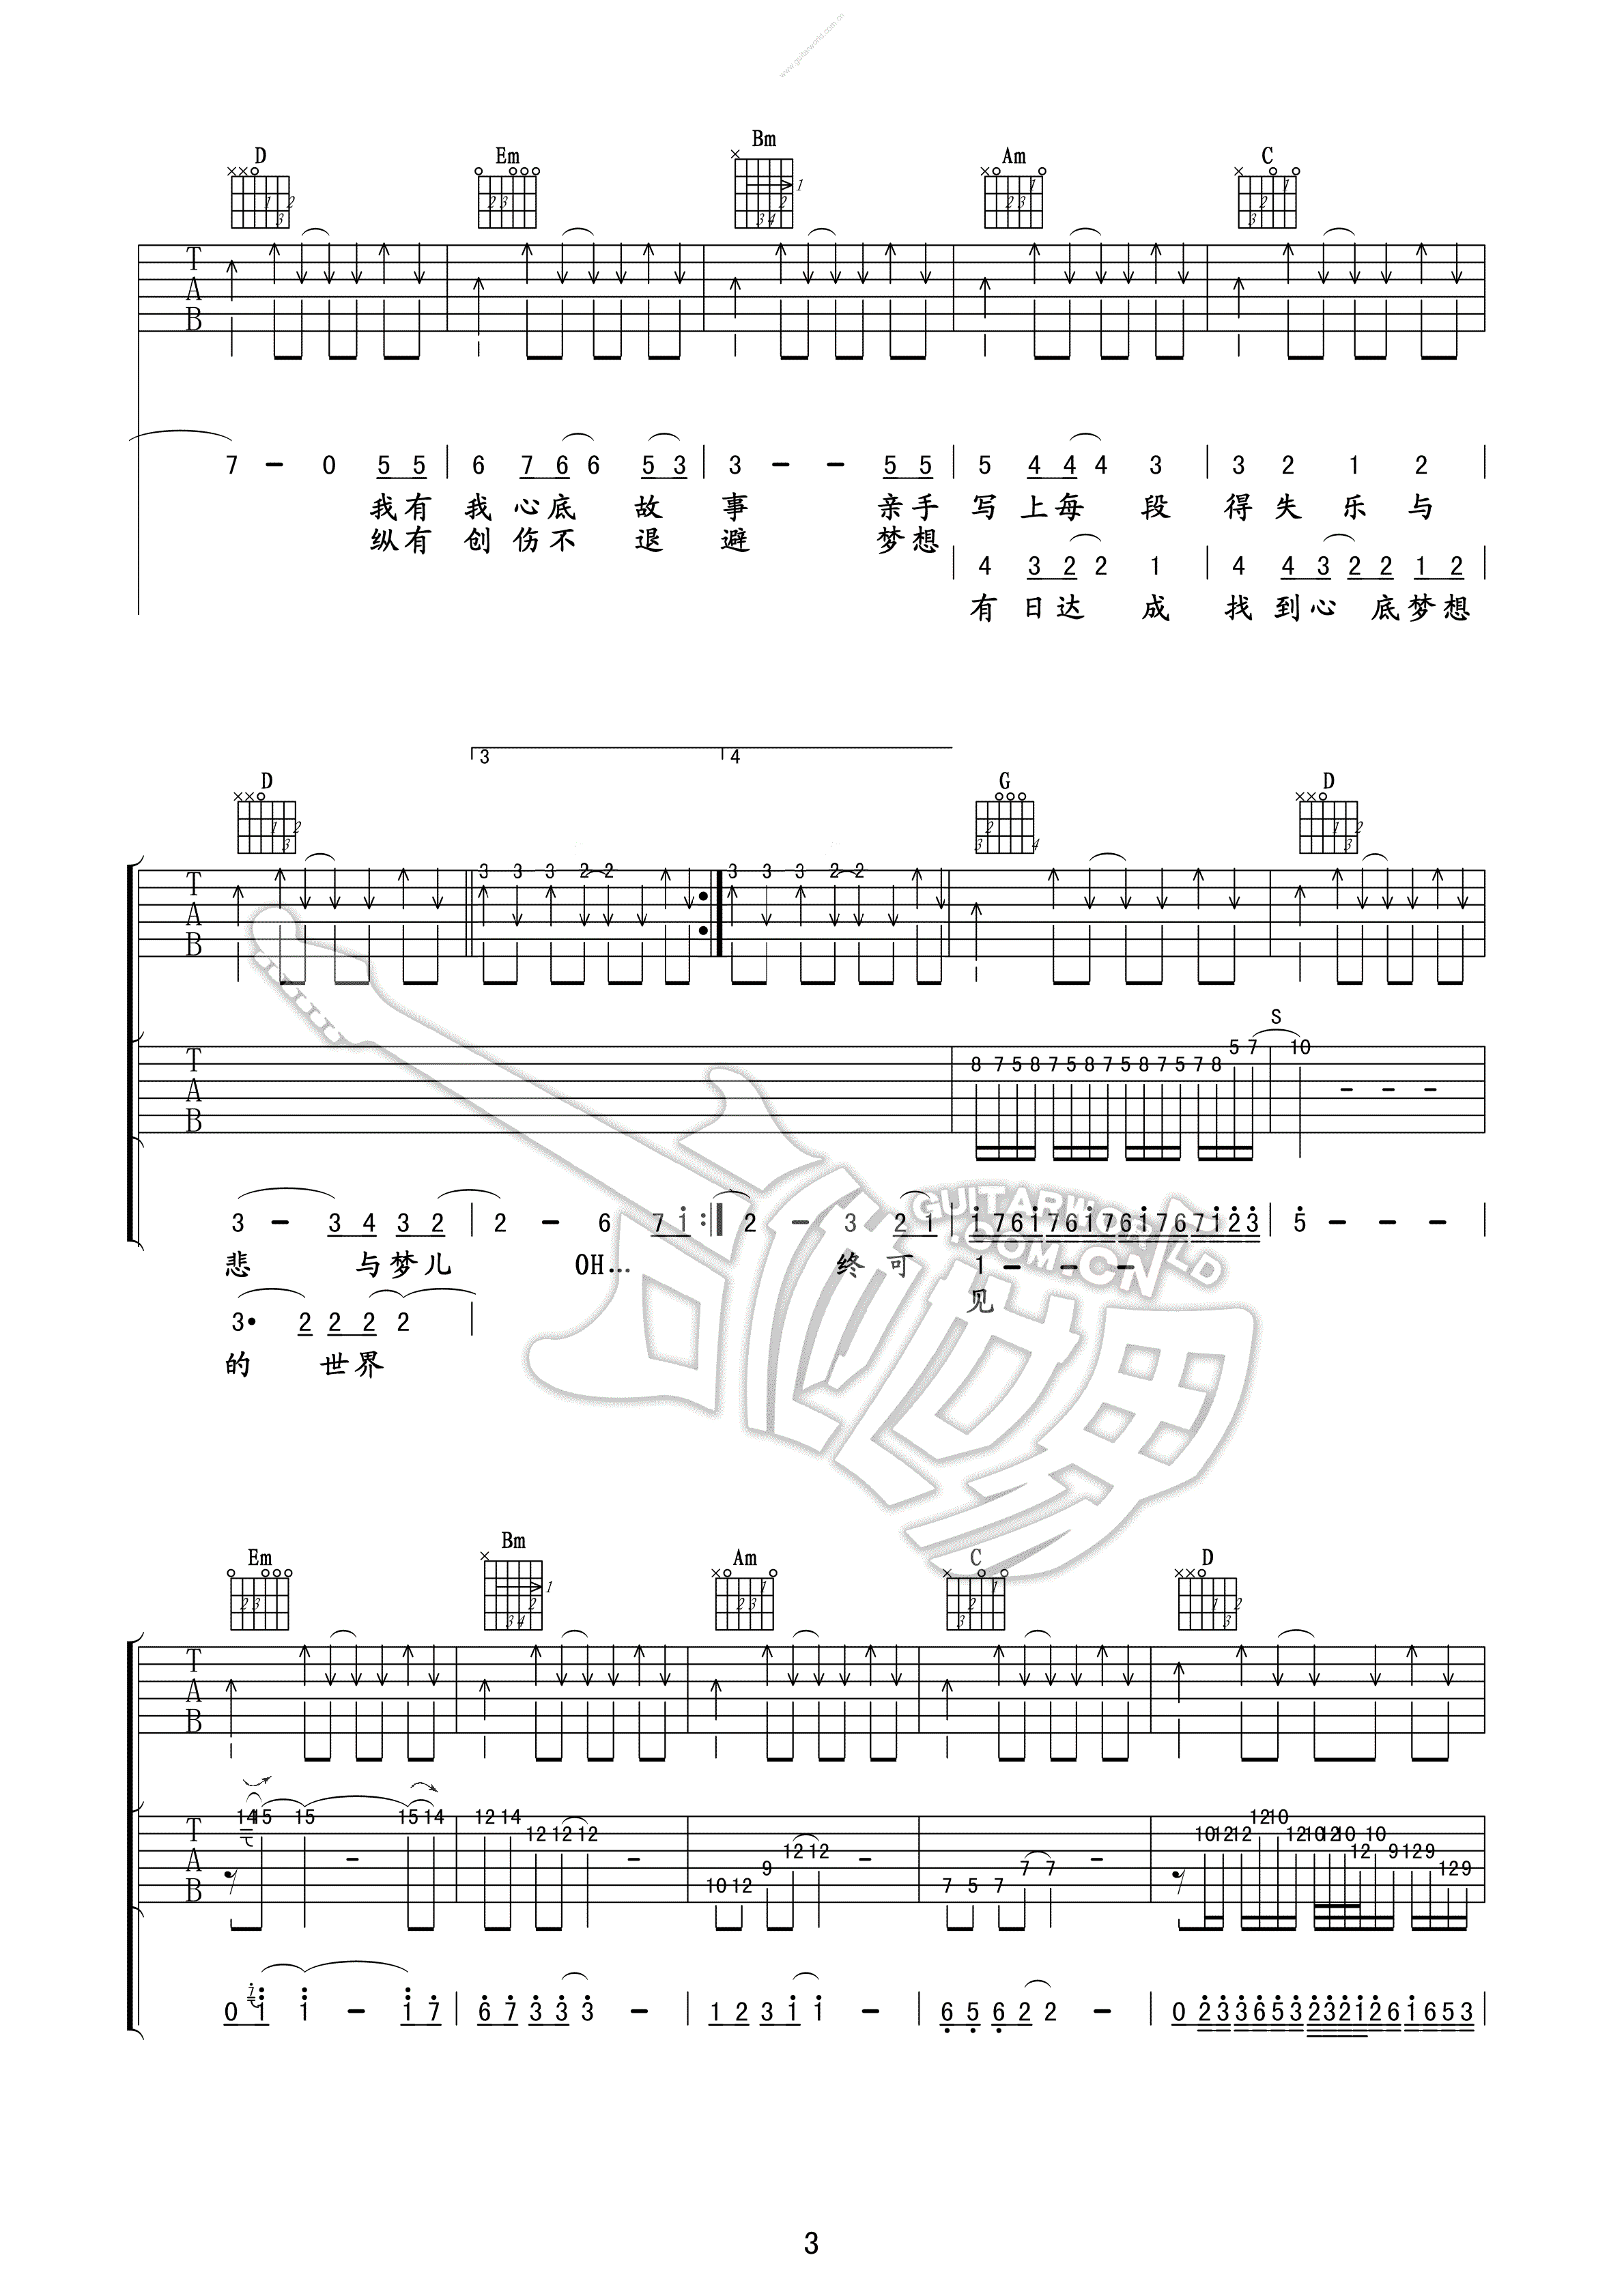 www.guitarworld.com.cn
D Em Bm Am C
T A B
7 - 0 5 5 | 6 7 6 6 5 3 | 3 - - 5 5 | 5 4 4 4 3 | 3 2 1 2 |
我有 我心底故事 亲手写上每段得失乐与
纵有 创伤不退避 梦想
| 4 3 2 2 1 | 4 4 3 2 2 1 2 |
有日达成 找到心底梦想
3 4
D G D
T A B
3 3 3 2 2 3 3 3 2 2
S
T A B
8 7 5 8 7 5 8 7 5 8 7 5 7 8 5 7 10 - - -
3 - 3 4 3 2 | 2 - 6 7 i :| 2 - 3 2 1 | i 7 6 i 7 6 i 7 6 i 7 6 7 i 2 3 | 5 - - - |
悲 与梦儿 OH... 终可 1 - - -
见
3· 2 2 2 2 |
的 世界
GUITARWORLD
.COM.CN
Em Bm Am C D
T A B
T A B
14 15 15 15 14 12 14 12 12 12 10 12 9 12 12 7 5 7 7 7 10 12 12 12 10 12 10 12 10 12 10 9 12 9 12 9
0 7 i i - i 7 | 6 7 3 3 3 - | 1 2 3 i i - | 6 5 6 2 2 - | 0 2 3 3 6 5 3 2 3 2 1 2 6 1 6 5 3 |
3